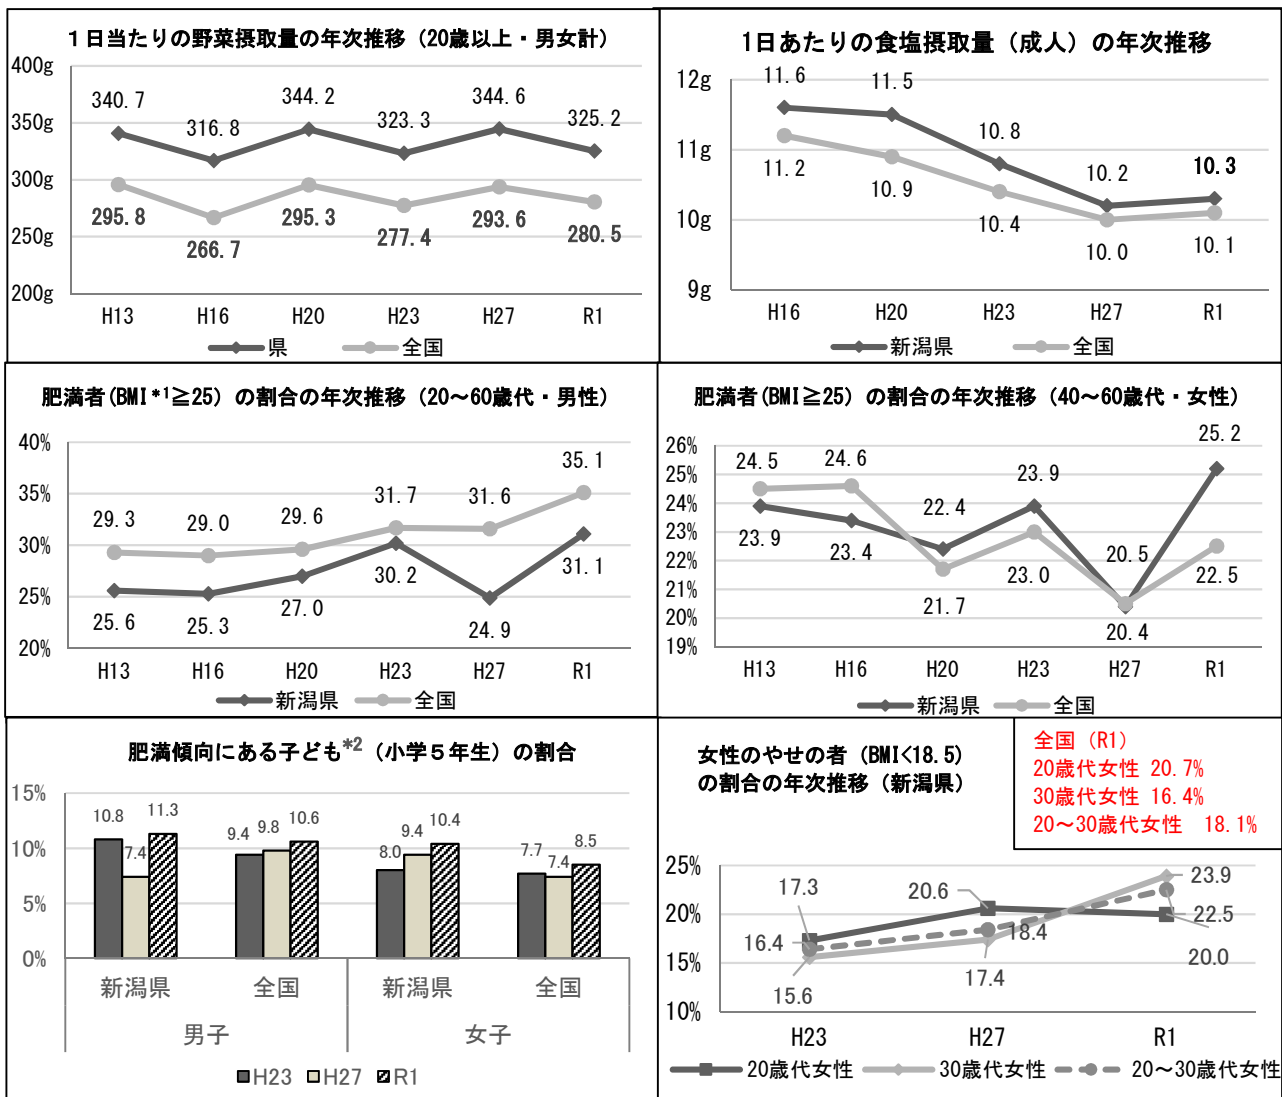 1日当たりの野菜摂取量の年次推移（20歳以上・男女計）
400g
350g
300g
250g
200g
340.7
316.8
344.2
323.3
344.6
325.2
295.8
266.7
295.3
277.4
293.6
280.5
H13 H16 H20 H23 H27 R1
県 全国
1日あたりの食塩摂取量（成人）の年次推移
12g
11g
10g
9g
11.6
11.5
10.8
10.2
10.3
11.2
10.9
10.4
10.0
10.1
H16 H20 H23 H27 R1
新潟県 全国
肥満者(BMI*1≧25）の割合の年次推移（20～60歳代・男性）
40%
35%
30%
25%
20%
29.3
29.0
29.6
31.7
31.6
35.1
25.6
25.3
27.0
30.2
24.9
31.1
H13 H16 H20 H23 H27 R1
新潟県 全国
肥満者(BMI≧25）の割合の年次推移（40～60歳代・女性）
26%
25%
24%
23%
22%
21%
20%
19%
24.5
24.6
22.4
23.9
20.5
25.2
23.9
23.4
21.7
23.0
20.4
22.5
H13 H16 H20 H23 H27 R1
新潟県 全国
肥満傾向にある子ども*2（小学５年生）の割合
15%
10%
5%
0%
10.8
7.4
11.3
9.4
9.8
10.6
8.0
9.4
10.4
7.7
7.4
8.5
新潟県 全国 新潟県 全国
男子 女子
H23 H27 R1
女性のやせの者（BMI<18.5）
の割合の年次推移（新潟県）
全国（R1）
20歳代女性 20.7%
30歳代女性 16.4%
20～30歳代女性 18.1%
25%
20%
15%
10%
17.3
16.4
15.6
20.6
18.4
17.4
23.9
22.5
20.0
H23 H27 R1
20歳代女性 30歳代女性 20～30歳代女性